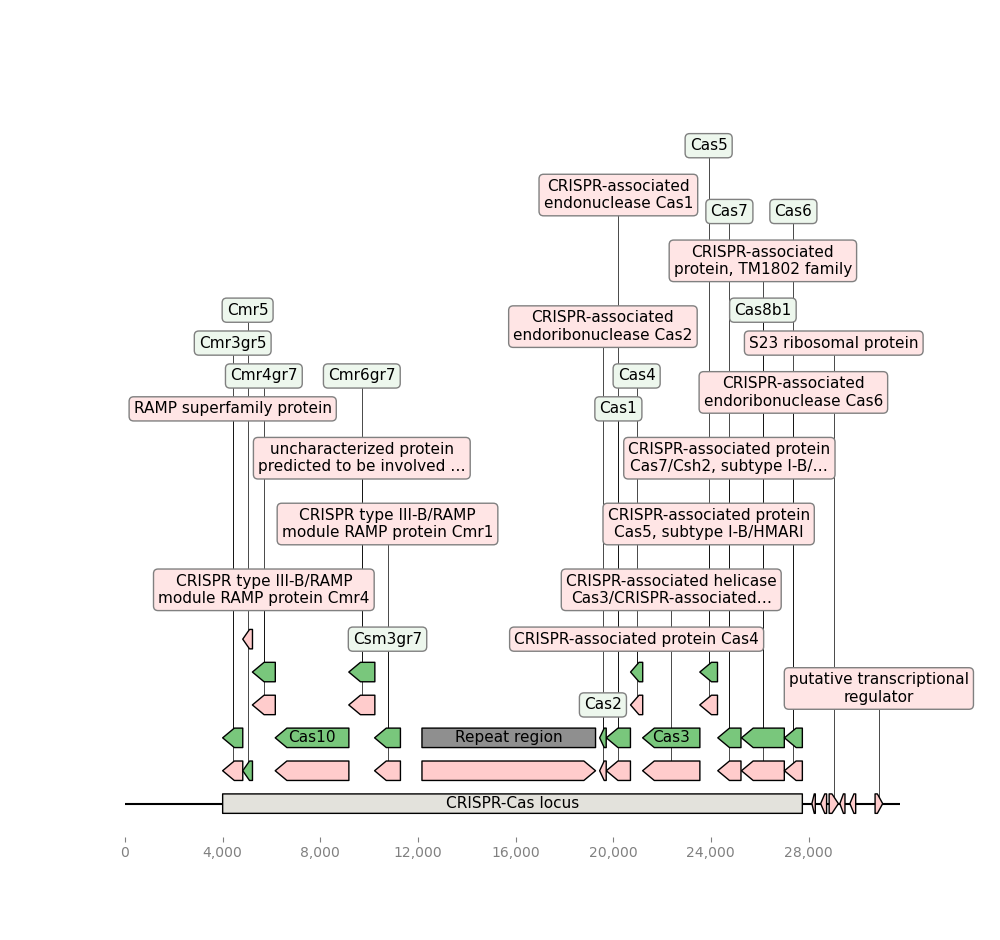 Cas5
CRISPR-associated
endonuclease Cas1
Cas7
Cas6
CRISPR-associated
protein, TM1802 family
Cmr5
Cas8b1
CRISPR-associated
endoribonuclease Cas2
Cmr3gr5
S23 ribosomal protein
Cmr4gr7
Cmr6gr7
Cas4
CRISPR-associated
endoribonuclease Cas6
RAMP superfamily protein
Cas1
uncharacterized protein
predicted to be involved ...
CRISPR-associated protein
Cas7/Csh2, subtype I-B/...
CRISPR type III-B/RAMP
module RAMP protein Cmr1
CRISPR-associated protein
Cas5, subtype I-B/HMARI
CRISPR type III-B/RAMP
module RAMP protein Cmr4
CRISPR-associated helicase
Cas3/CRISPR-associated...
Csm3gr7
CRISPR-associated protein Cas4
putative transcriptional
regulator
Cas2
Cas10
Repeat region
Cas3
CRISPR-Cas locus
0
4,000
8,000
12,000
16,000
20,000
24,000
28,000